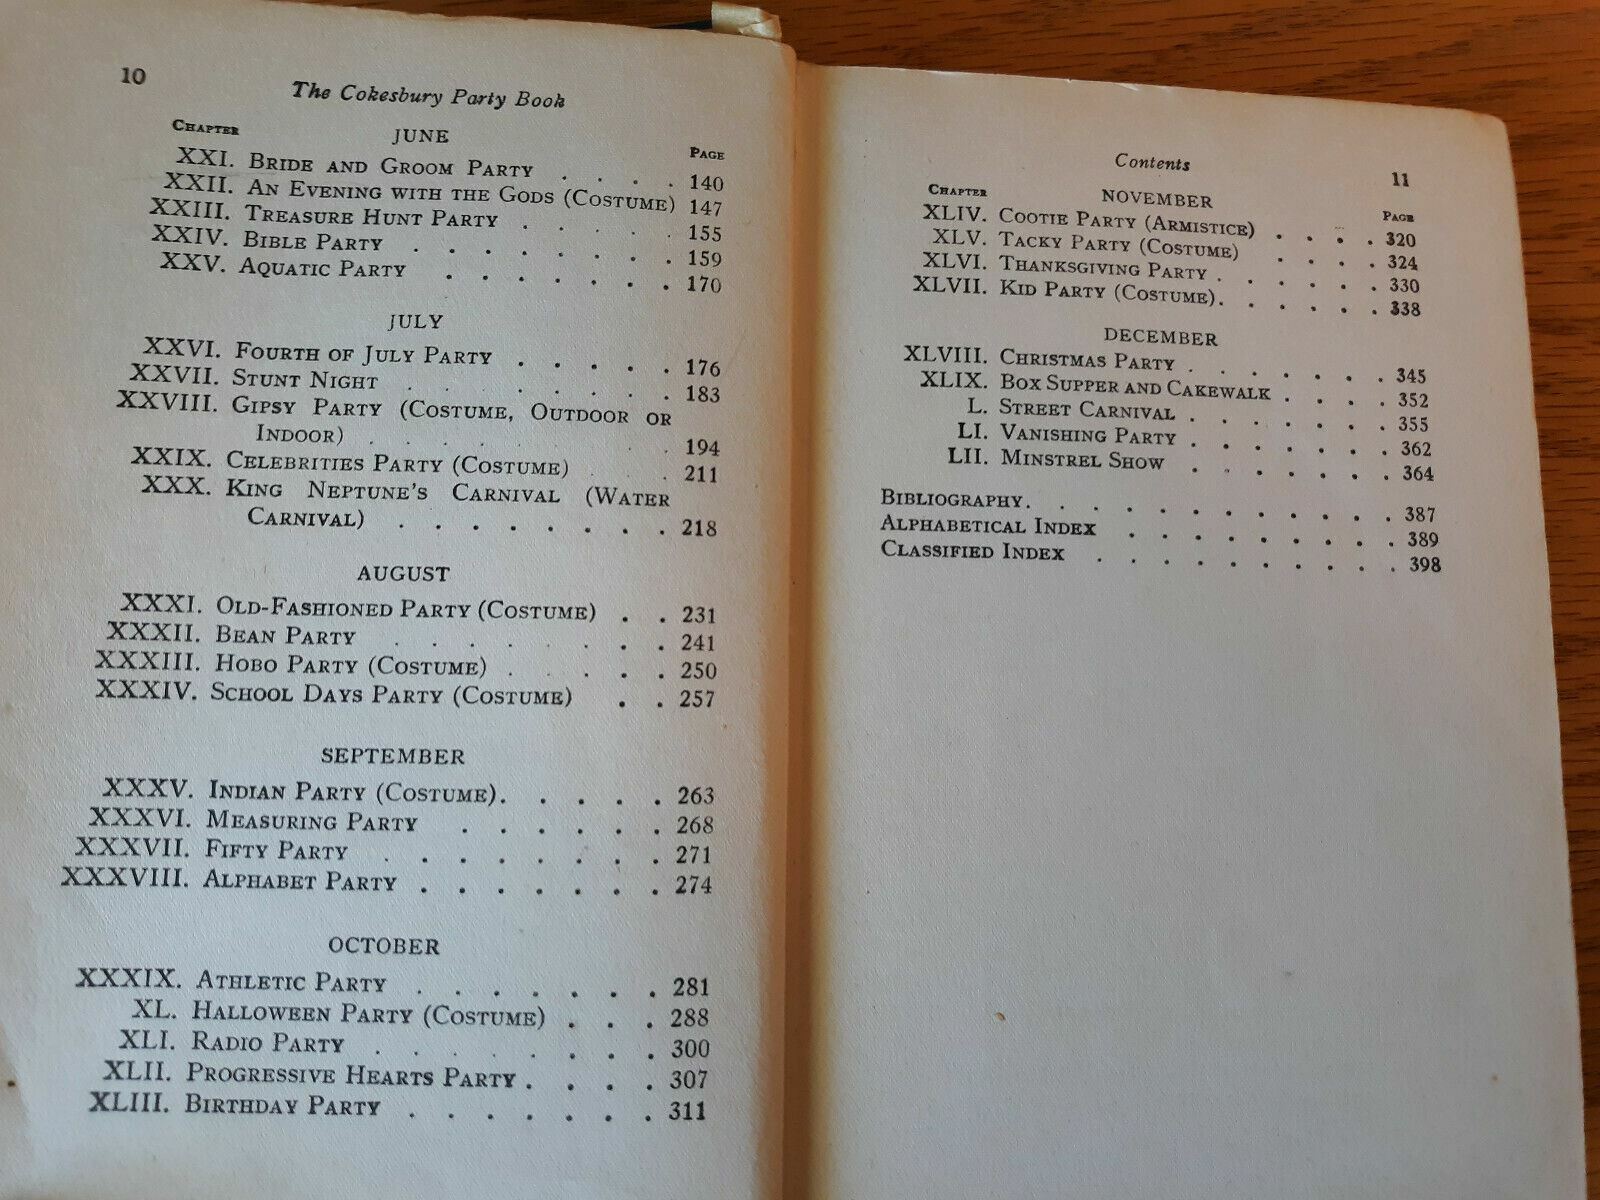 10
The Cokesbury Party Book
Chapter JUNE Page
XXI. Bride and Groom Party . . . . 140
XXII. An Evening with the Gods (Costume) 147
XXIII. Treasure Hunt Party . . . . . 155
XXIV. Bible Party . . . . . . . 159
XXV. Aquatic Party . . . . . . . 170
JULY
XXVI. Fourth of July Party . . . . . 176
XXVII. Stunt Night . . . . . . . 183
XXVIII. Gipsy Party (Costume, Outdoor or
Indoor) . . . . . . . . 194
XXIX. Celebrities Party (Costume) . . . 211
XXX. King Neptune's Carnival (Water
Carnival) . . . . . . . . 218
AUGUST
XXXI. Old-Fashioned Party (Costume) . . 231
XXXII. Bean Party . . . . . . . . 241
XXXIII. Hobo Party (Costume) . . . . . 250
XXXIV. School Days Party (Costume) . . 257
SEPTEMBER
XXXV. Indian Party (Costume). . . . . 263
XXXVI. Measuring Party . . . . . . 268
XXXVII. Fifty Party . . . . . . . . 271
XXXVIII. Alphabet Party . . . . . . . 274
OCTOBER
XXXIX. Athletic Party . . . . . . . 281
XL. Halloween Party (Costume) . . . 288
XLI. Radio Party . . . . . . . . 300
XLII. Progressive Hearts Party . . . . 307
XLIII. Birthday Party . . . . . . . 311
Contents 11
Chapter NOVEMBER Page
XLIV. Cootie Party (Armistice) . . . . 320
XLV. Tacky Party (Costume) . . . . 324
XLVI. Thanksgiving Party . . . . . . 330
XLVII. Kid Party (Costume). . . . . . 338
DECEMBER
XLVIII. Christmas Party . . . . . . . 345
XLIX. Box Supper and Cakewalk . . . . 352
L. Street Carnival . . . . . . . 355
LI. Vanishing Party . . . . . . . 362
LII. Minstrel Show . . . . . . . 364
Bibliography. . . . . . . . . . . . 387
Alphabetical Index . . . . . . . . . 389
Classified Index . . . . . . . . . . 398